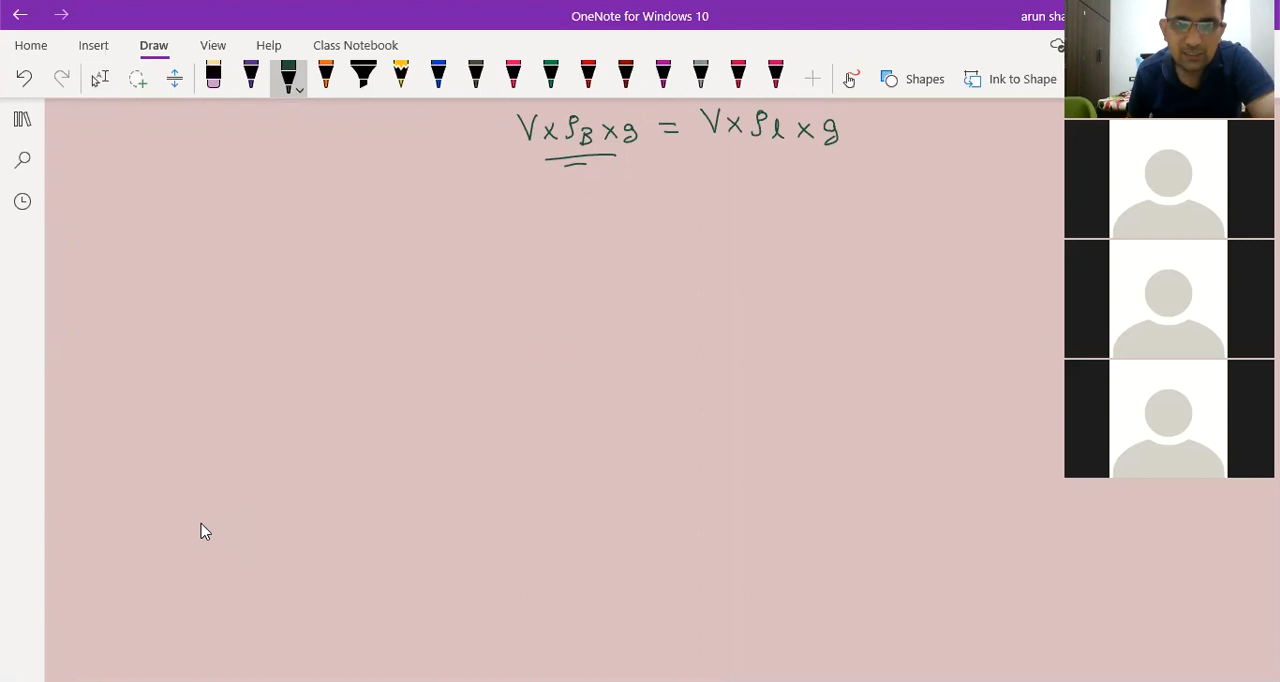 OneNote for Windows 10
arun sha
Home Insert Draw View Help Class Notebook
Shapes Ink to Shape
V×ρB×g = V×ρl×g